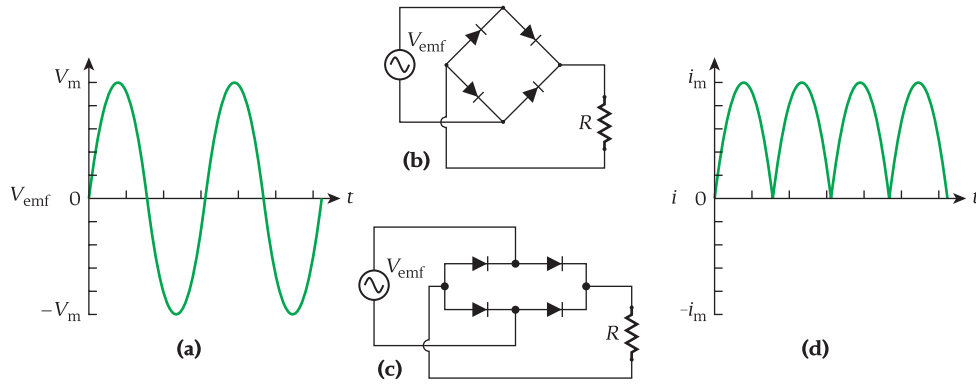 V_m
V_emf 0 t
−V_m
(a)
V_emf
R
(b)
V_emf
R
(c)
i_m
i 0 t
-i_m
(d)